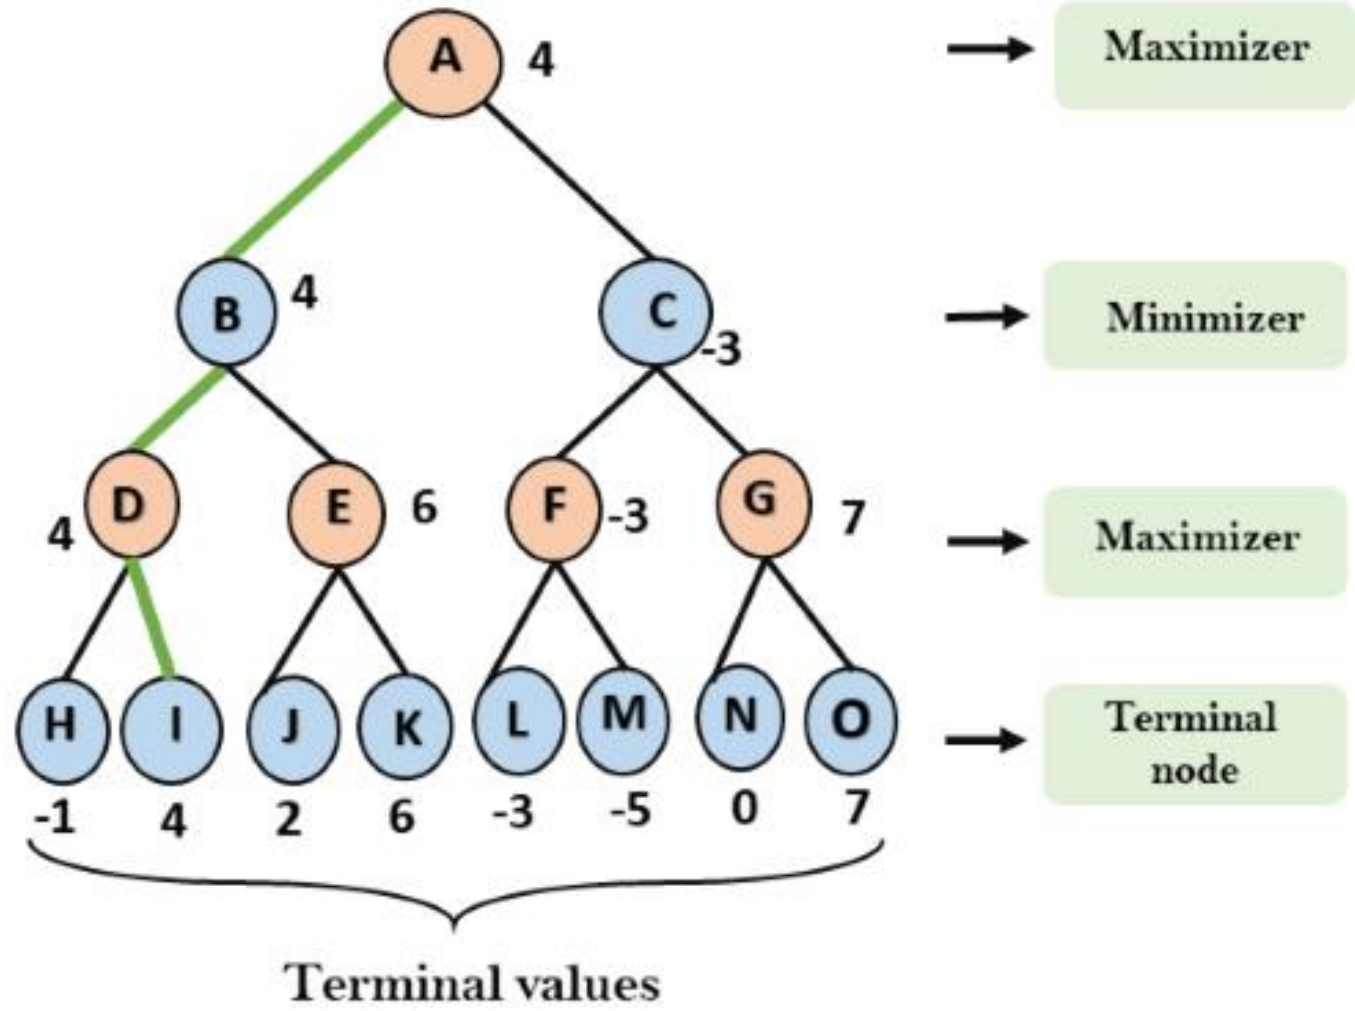 A 4
Maximizer
B 4
C -3
Minimizer
D 4
E 6
F -3
G 7
Maximizer
H I J K L M N O
Terminal
node
-1 4 2 6 -3 -5 0 7
Terminal values